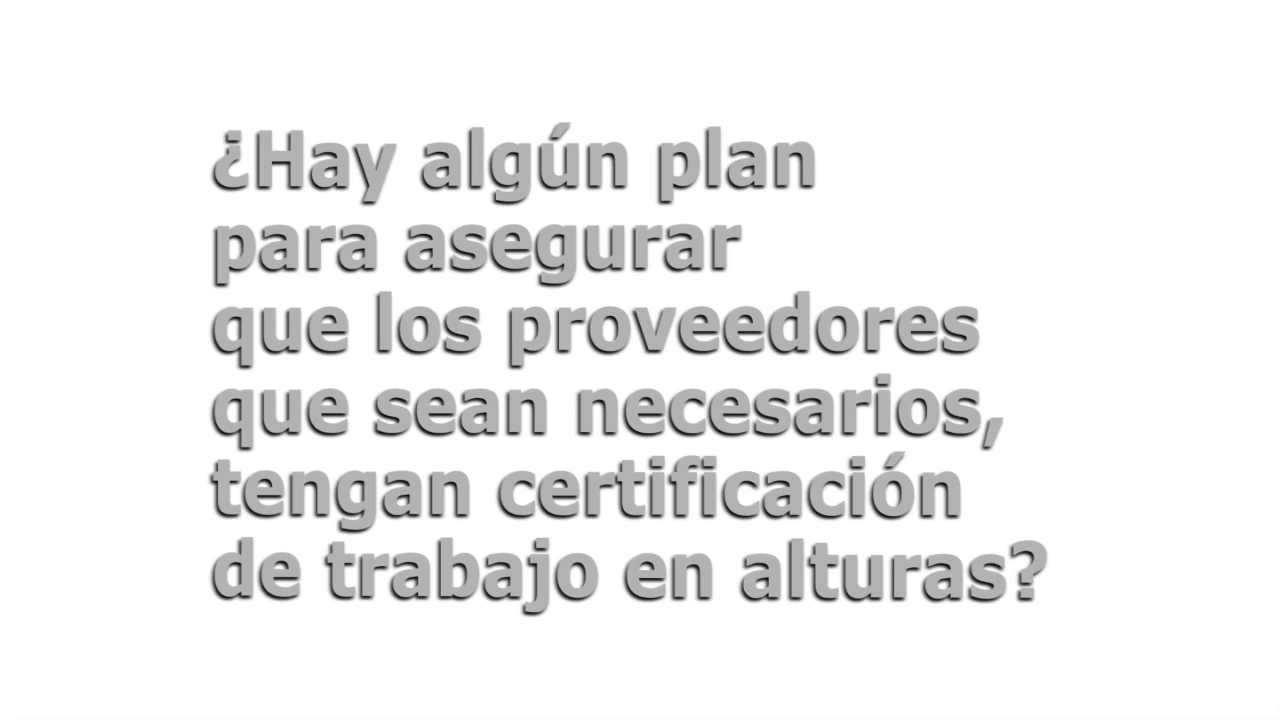 ¿Hay algún plan
para asegurar
que los proveedores
que sean necesarios,
tengan certificación
de trabajo en alturas?